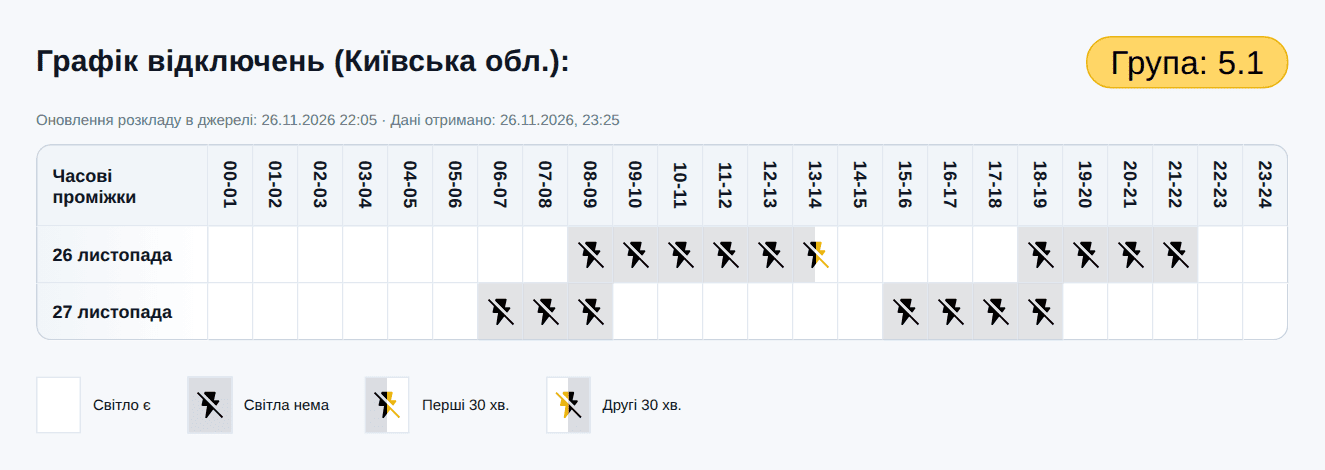 Графік відключень (Київська обл.):
Група: 5.1
Оновлення розкладу в джерелі: 26.11.2026 22:05 · Дані отримано: 26.11.2026, 23:25
Часові
проміжки
00-01
01-02
02-03
03-04
04-05
05-06
06-07
07-08
08-09
09-10
10-11
11-12
12-13
13-14
14-15
15-16
16-17
17-18
18-19
19-20
20-21
21-22
22-23
23-24
26 листопада
27 листопада
Світло є
Світла нема
Перші 30 хв.
Другі 30 хв.